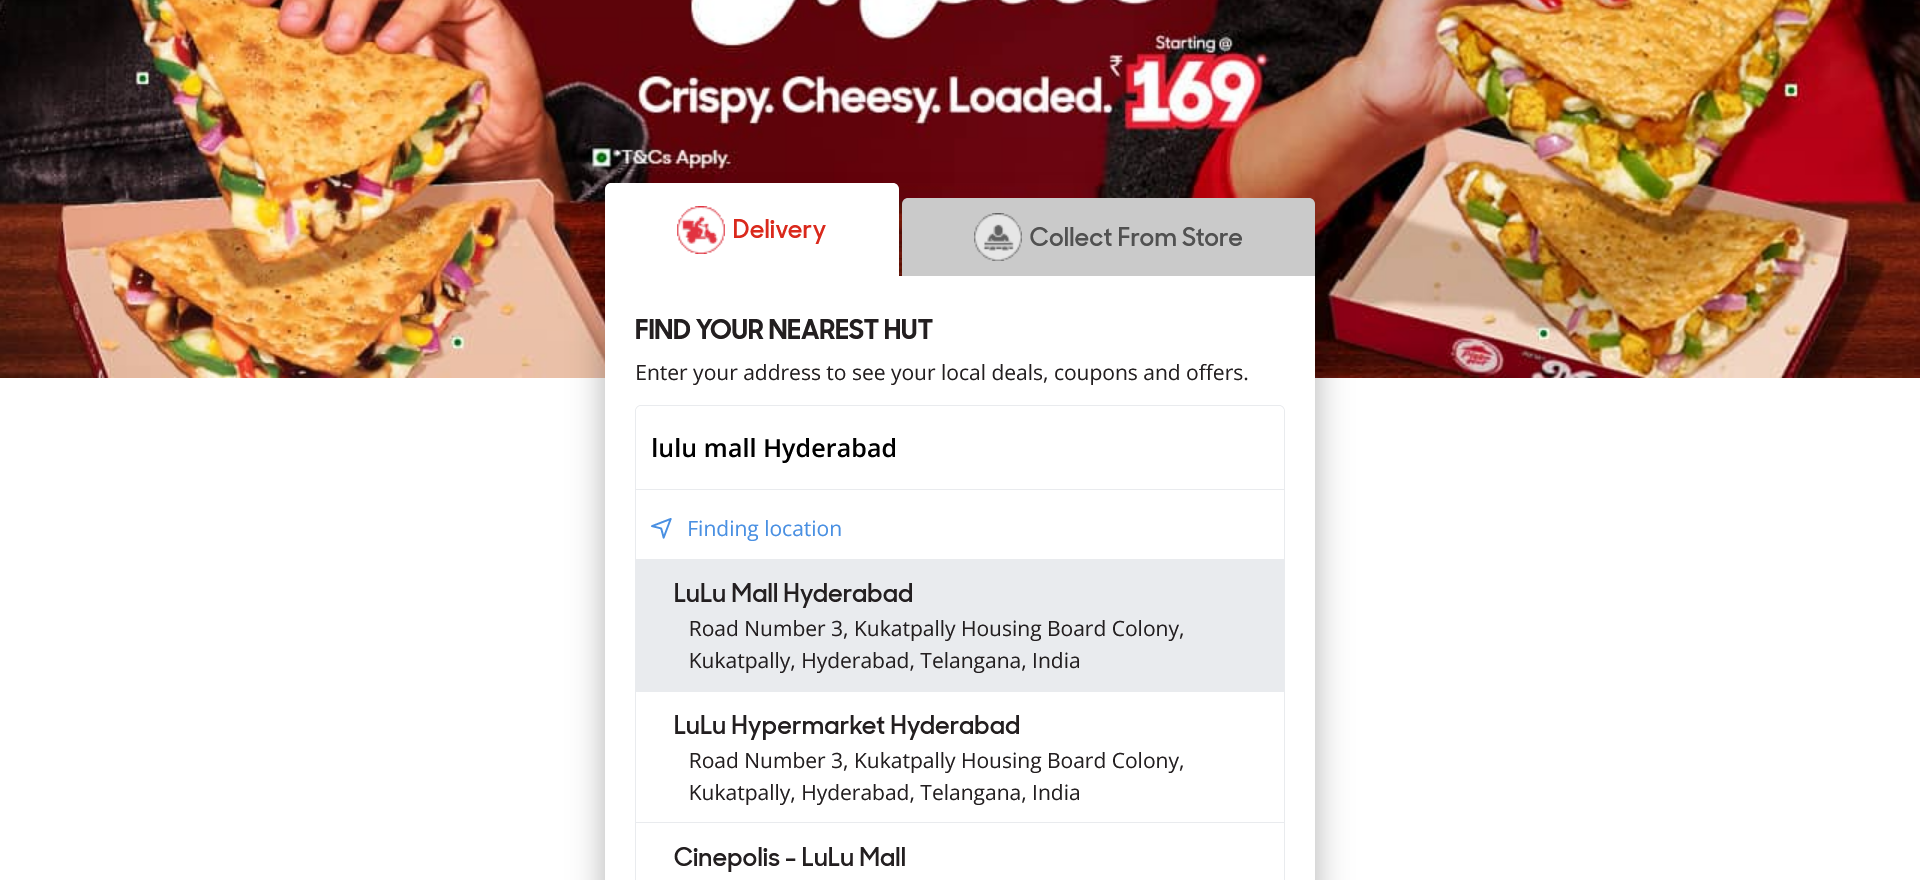 Starting @
Crispy. Cheesy. Loaded. ₹169*
*T&Cs Apply.
Delivery
Collect From Store
FIND YOUR NEAREST HUT
Enter your address to see your local deals, coupons and offers.
lulu mall Hyderabad
Finding location
LuLu Mall Hyderabad
Road Number 3, Kukatpally Housing Board Colony,
Kukatpally, Hyderabad, Telangana, India
LuLu Hypermarket Hyderabad
Road Number 3, Kukatpally Housing Board Colony,
Kukatpally, Hyderabad, Telangana, India
Cinepolis - LuLu Mall